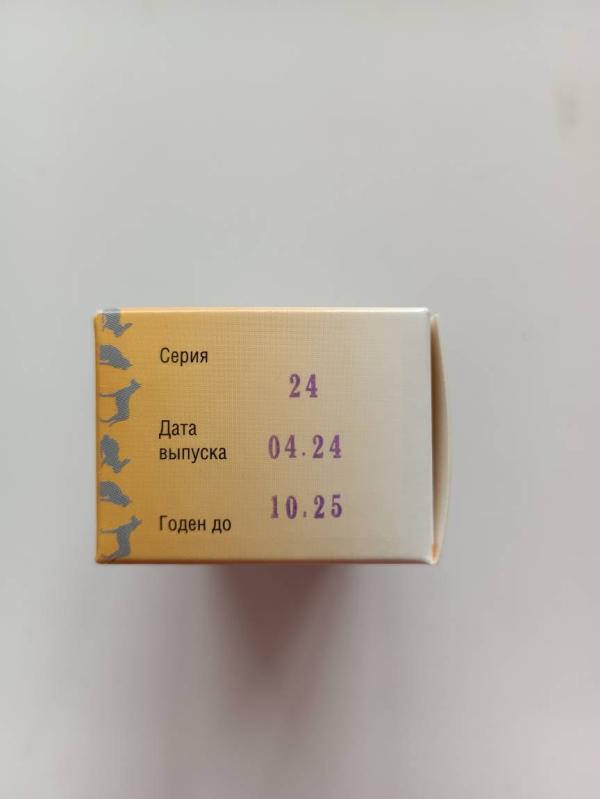 Серия
24
Дата
выпуска 04.24
Годен до 10.25